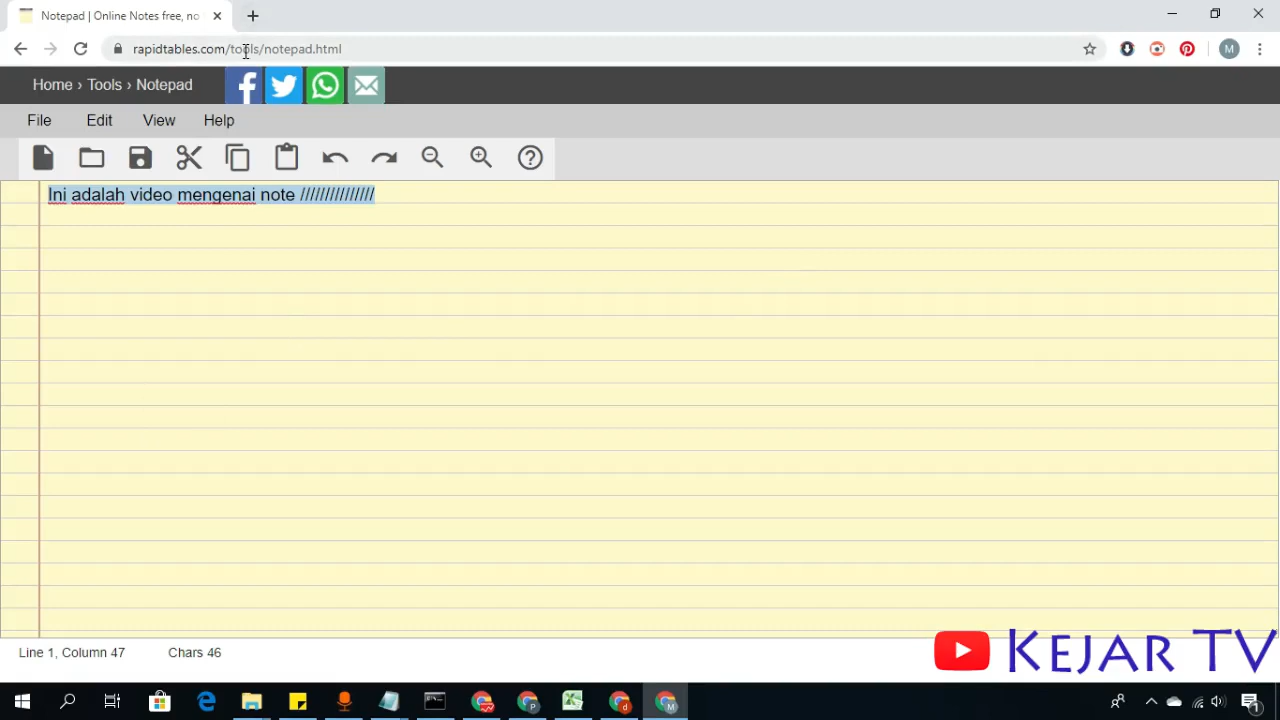 Notepad | Online Notes free, no
rapidtables.com/tools/notepad.html
M
Home › Tools › Notepad
File Edit View Help
Ini adalah video mengenai note ///////////////
Line 1, Column 47 Chars 46
KEJAR TV